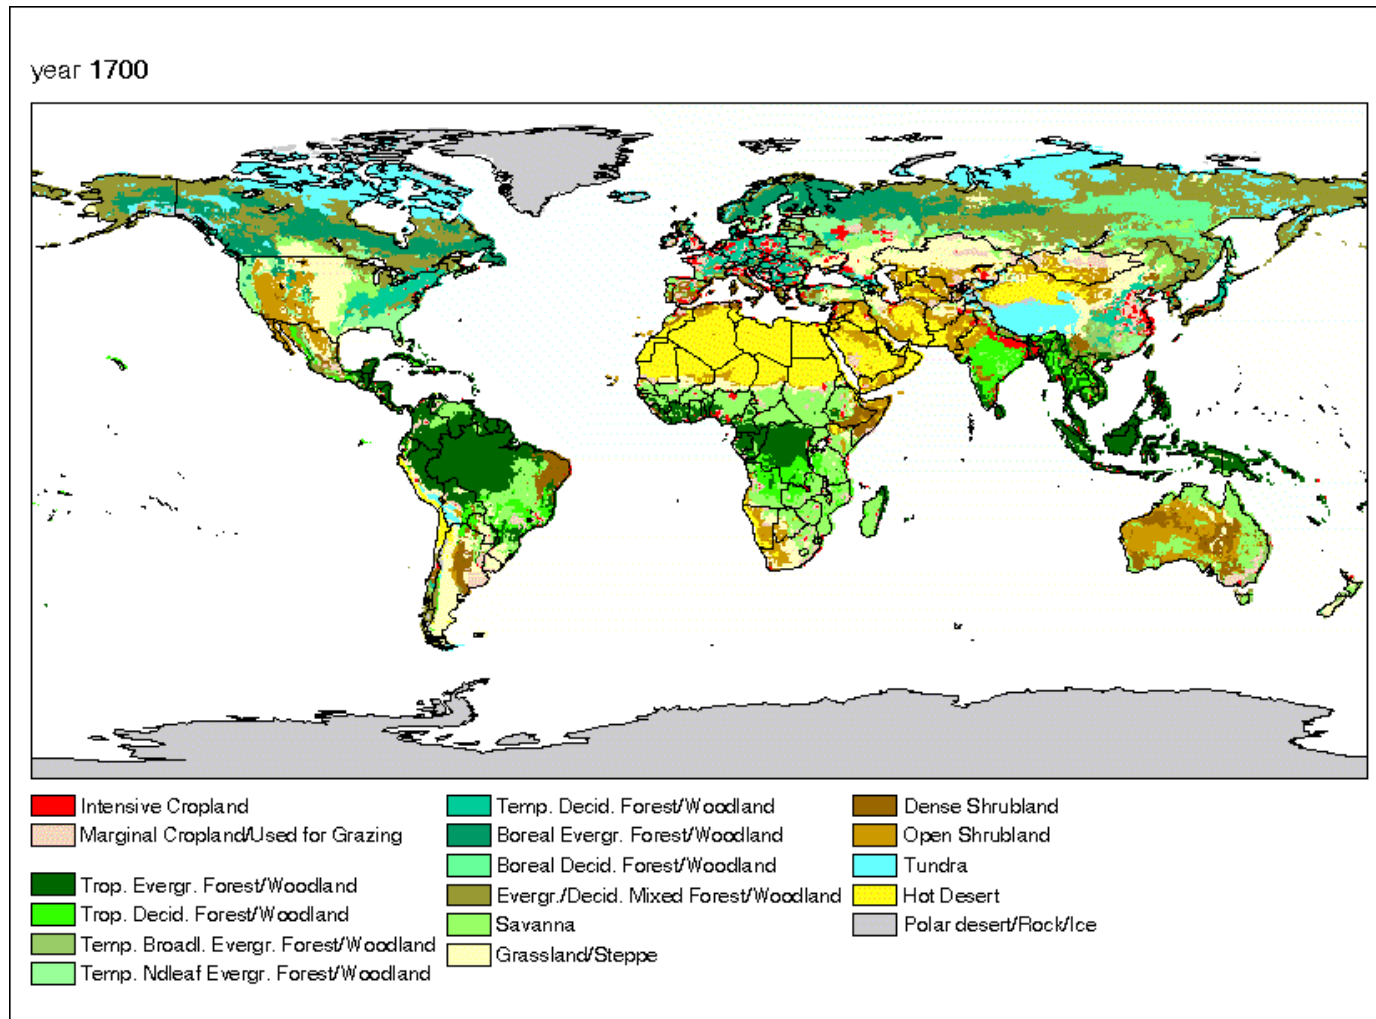 year 1700
Intensive Cropland
Marginal Cropland/Used for Grazing
Trop. Evergr. Forest/Woodland
Trop. Decid. Forest/Woodland
Temp. Broadl. Evergr. Forest/Woodland
Temp. Ndleaf Evergr. Forest/Woodland
Temp. Decid. Forest/Woodland
Boreal Evergr. Forest/Woodland
Boreal Decid. Forest/Woodland
Evergr./Decid. Mixed Forest/Woodland
Savanna
Grassland/Steppe
Dense Shrubland
Open Shrubland
Tundra
Hot Desert
Polar desert/Rock/Ice